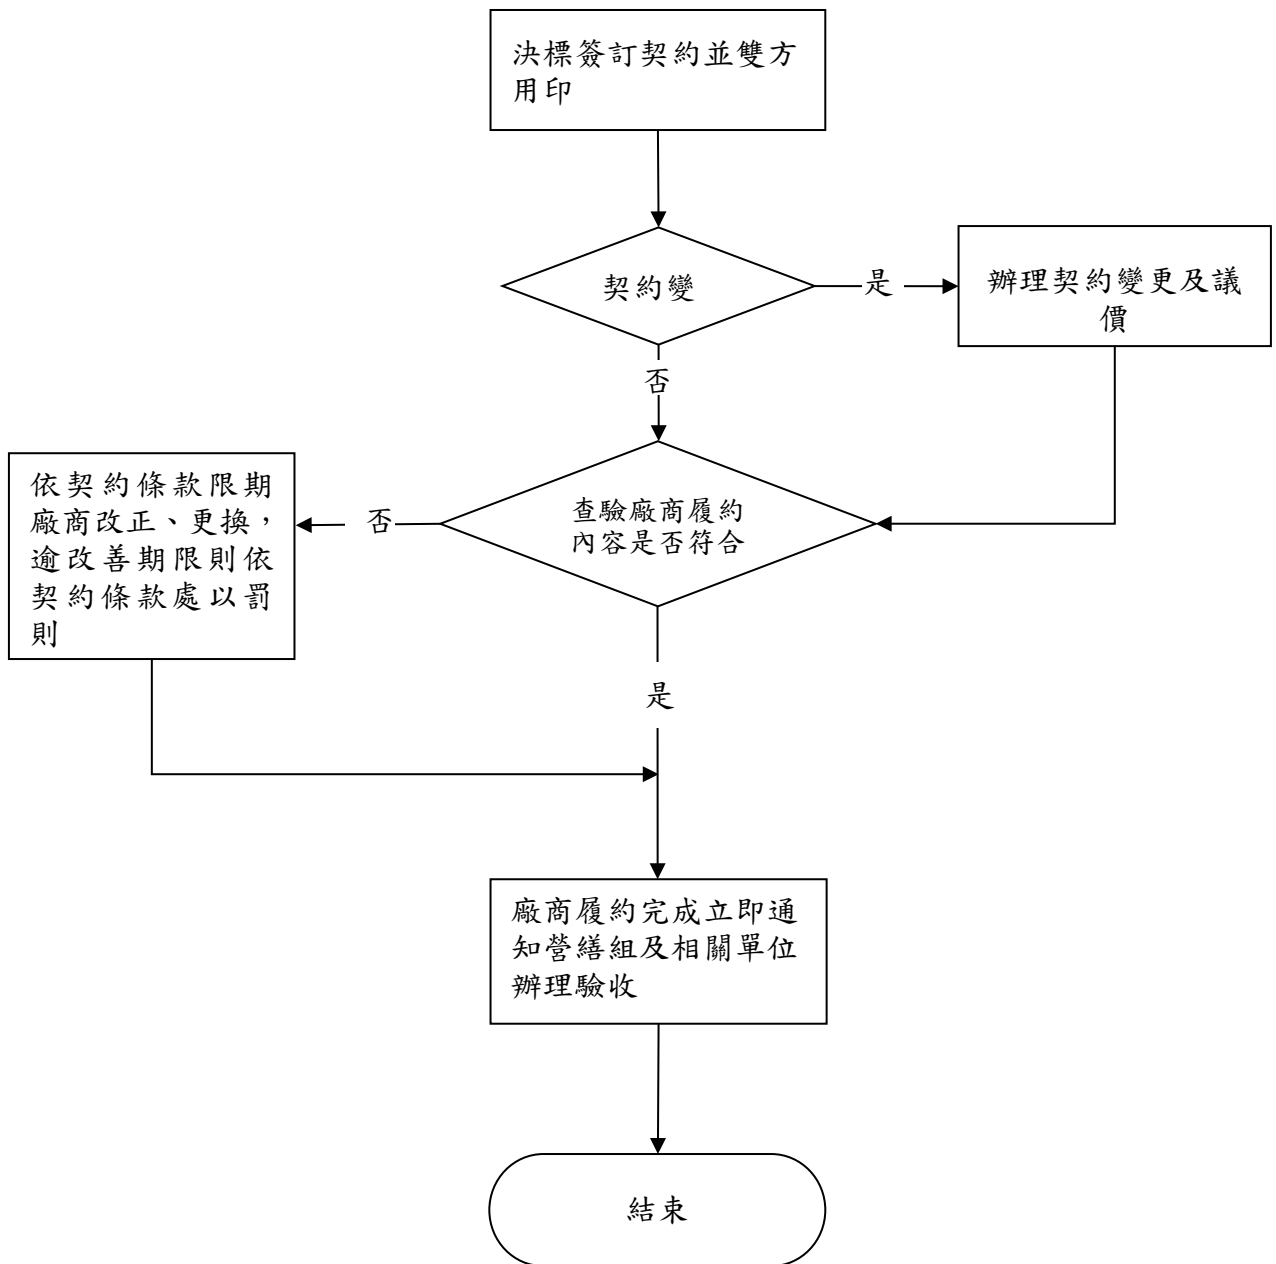 決標簽訂契約並雙方
用印
契約變
是
辦理契約變更及議
價
否
依契約條款限期
廠商改正、更換，
逾改善期限則依
契約條款處以罰
則
否
查驗廠商履約
內容是否符合
是
廠商履約完成立即通
知營繕組及相關單位
辦理驗收
結束